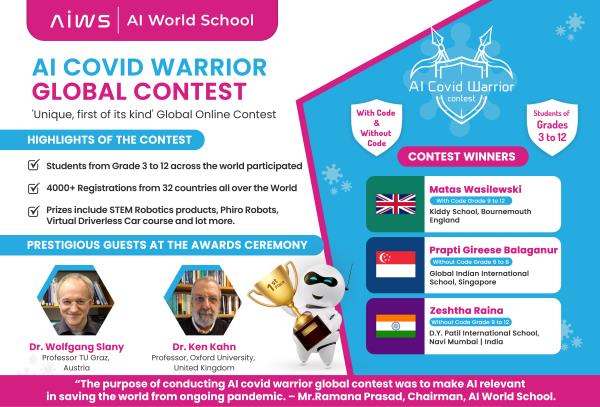 AIWS | AI World School
AI COVID WARRIOR
GLOBAL CONTEST
'Unique, first of its kind' Global Online Contest
HIGHLIGHTS OF THE CONTEST
Students from Grade 3 to 12 across the world participated
4000+ Registrations from 32 countries all over the World
Prizes include STEM Robotics products, Phiro Robots,
Virtual Driverless Car course and lot more.
PRESTIGIOUS GUESTS AT THE AWARDS CEREMONY
1st
Prize
Dr. Wolfgang Slany
Professor TU Graz,
Austria
Dr. Ken Kahn
Professor, Oxford University,
United Kingdom
AI Covid Warrior
contest
With Code
&
Without
Code
Students of
Grades
3 to 12
CONTEST WINNERS
Matas Wasilewski
With Code Grade 9 to 12
Kiddy School, Bournemouth
England
Prapti Gireese Balaganur
Without Code Grade 6 to 8
Global Indian International
School, Singapore
Zeshtha Raina
Without Code Grade 9 to 12
D.Y. Patil International School,
Navi Mumbai | India
“The purpose of conducting AI covid warrior global contest was to make AI relevant
in saving the world from ongoing pandemic. – Mr.Ramana Prasad, Chairman, AI World School.